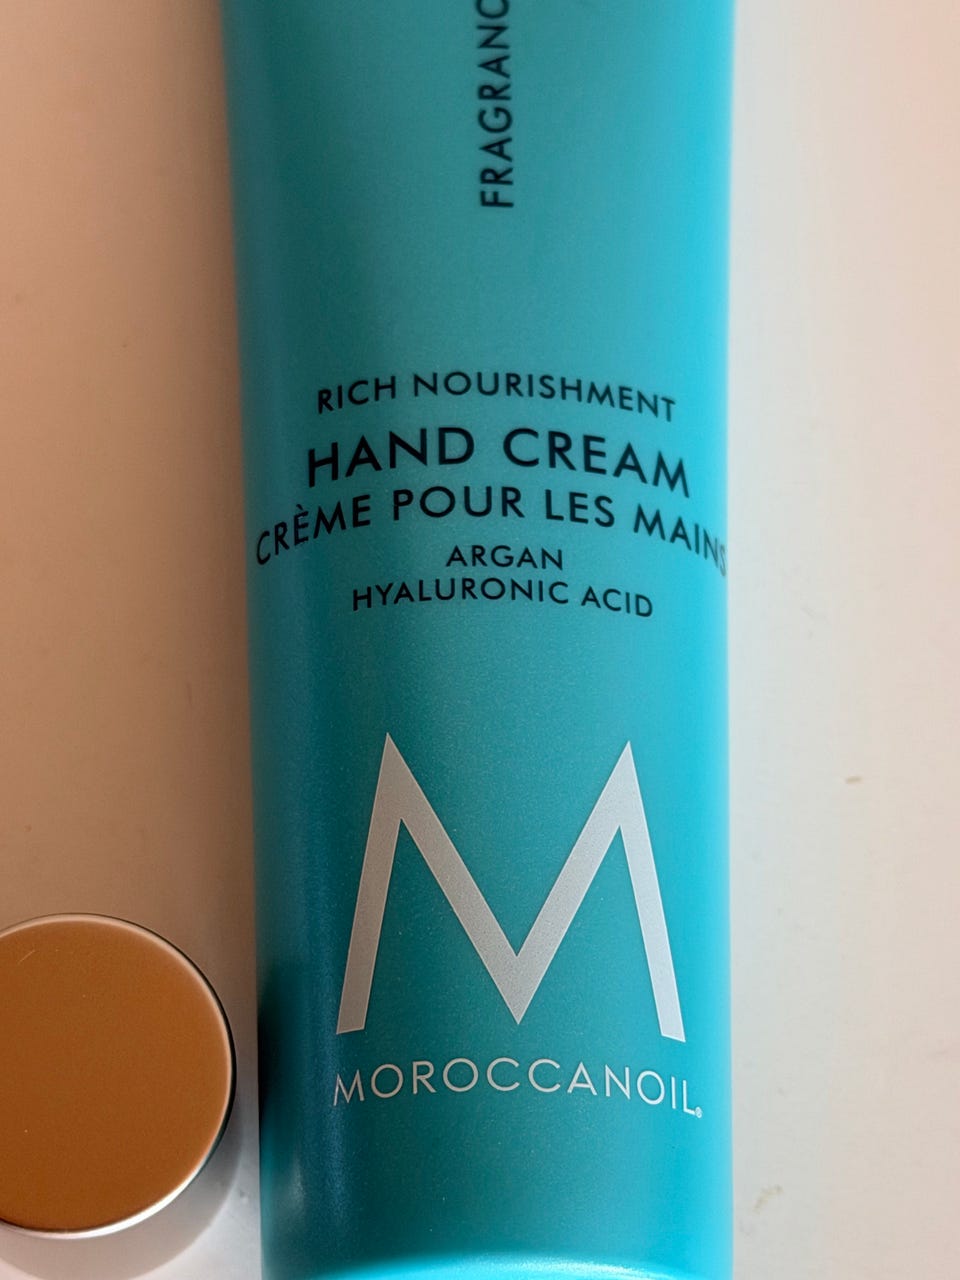 RICH NOURISHMENT
HAND CREAM
CRÈME POUR LES MAINS
ARGAN
HYALURONIC ACID
M
MOROCCANOIL®